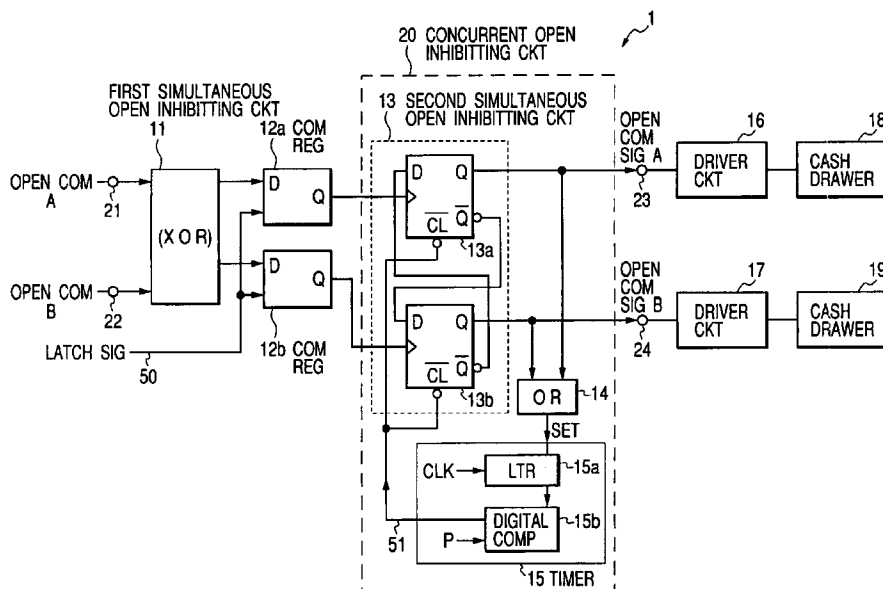 1
20 CONCURRENT OPEN
INHIBITTING CKT
FIRST SIMULTANEOUS
OPEN INHIBITTING CKT
11
12a COM
REG
13 SECOND SIMULTANEOUS
OPEN INHIBITTING CKT
OPEN
COM
SIG A
16
18
OPEN COM
A
21
(XOR)
D
Q
D
Q
Q
CL
13a
23
DRIVER
CKT
CASH
DRAWER
OPEN COM
B
22
D
Q
12b COM
REG
D
Q
Q
CL
13b
OPEN
COM
SIG B
24
17
DRIVER
CKT
19
CASH
DRAWER
LATCH SIG
50
OR
14
SET
CLK
LTR
15a
DIGITAL
COMP
15b
P
51
15 TIMER